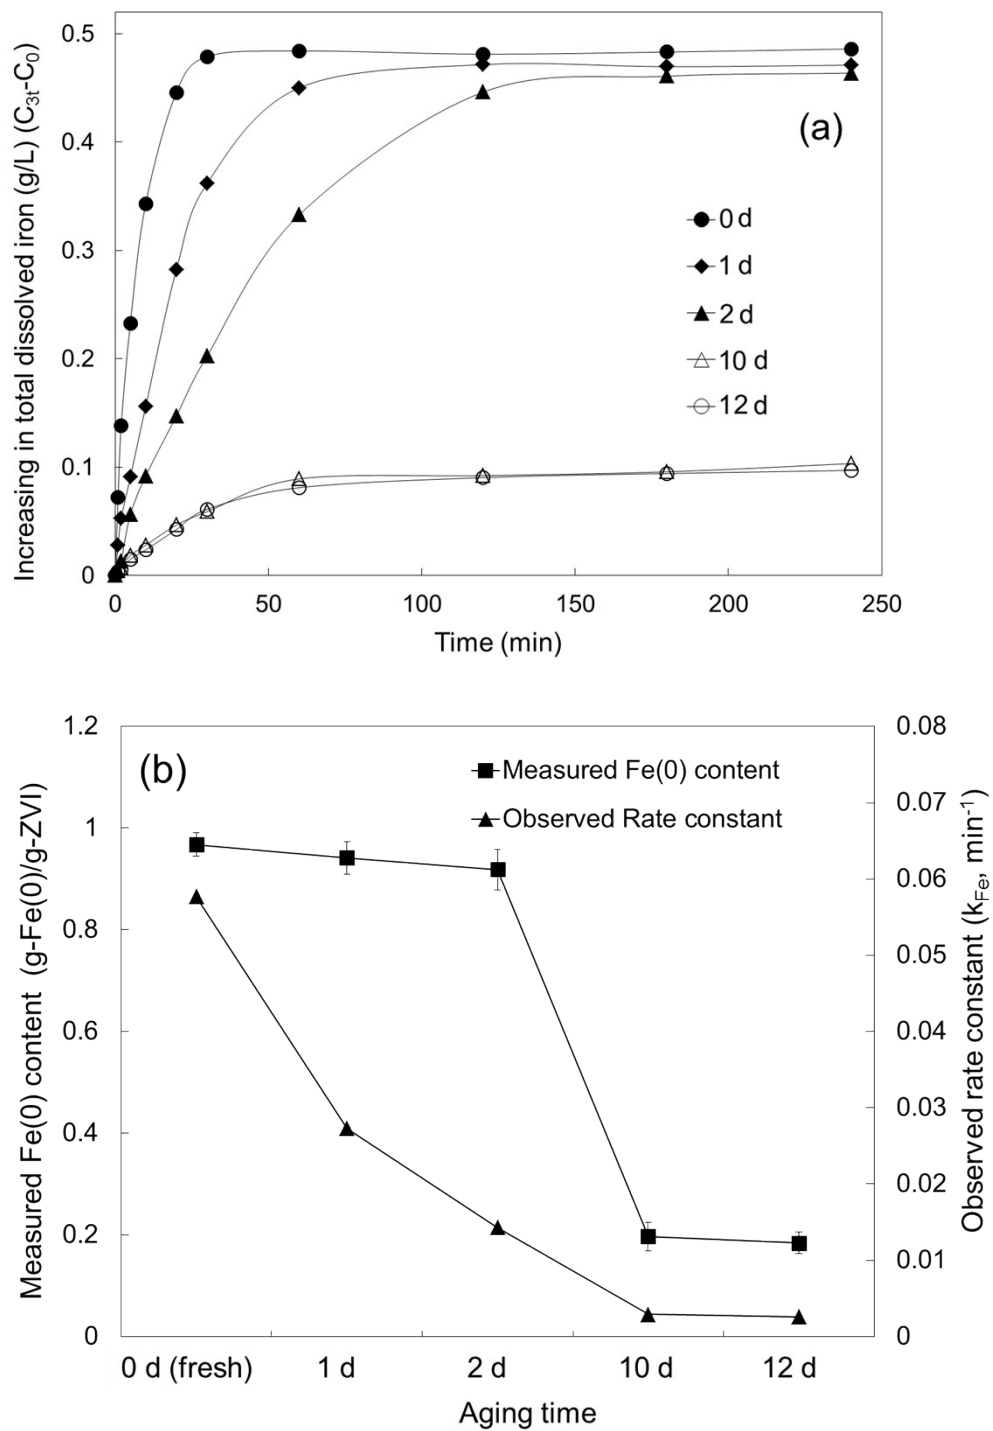 Increasing in total dissolved iron (g/L) (C3t-C0)
0.5
0.4
0.3
0.2
0.1
0
(a)
0 d
1 d
2 d
10 d
12 d
0 50 100 150 200 250
Time (min)
Measured Fe(0) content (g-Fe(0)/g-ZVI)
1.2
1
0.8
0.6
0.4
0.2
0
(b)
Measured Fe(0) content
Observed Rate constant
0.08
0.07
0.06
0.05
0.04
0.03
0.02
0.01
0
Observed rate constant (kFe, min-1)
0 d (fresh) 1 d 2 d 10 d 12 d
Aging time